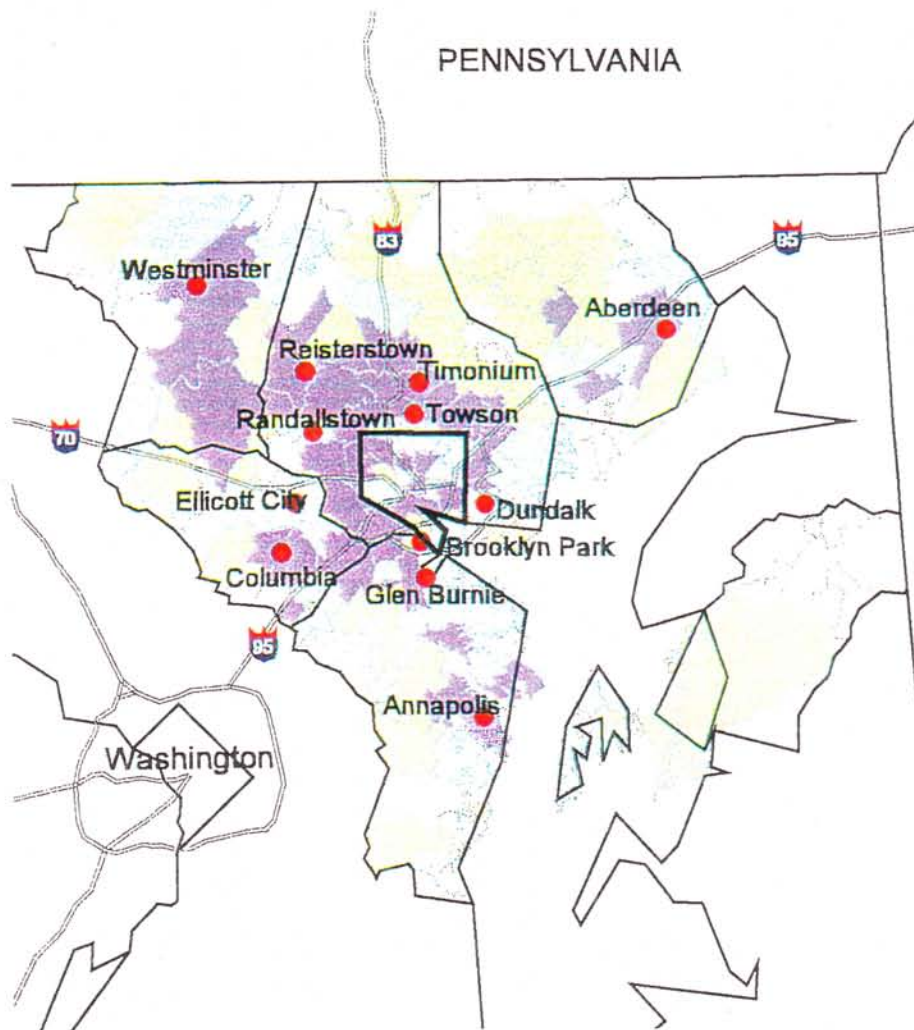 PENNSYLVANIA
83
95
Westminster
Aberdeen
Reisterstown
Timonium
Randallstown
Towson
70
Ellicott City
Dundalk
Brooklyn Park
Columbia
Glen Burnie
95
Annapolis
Washington